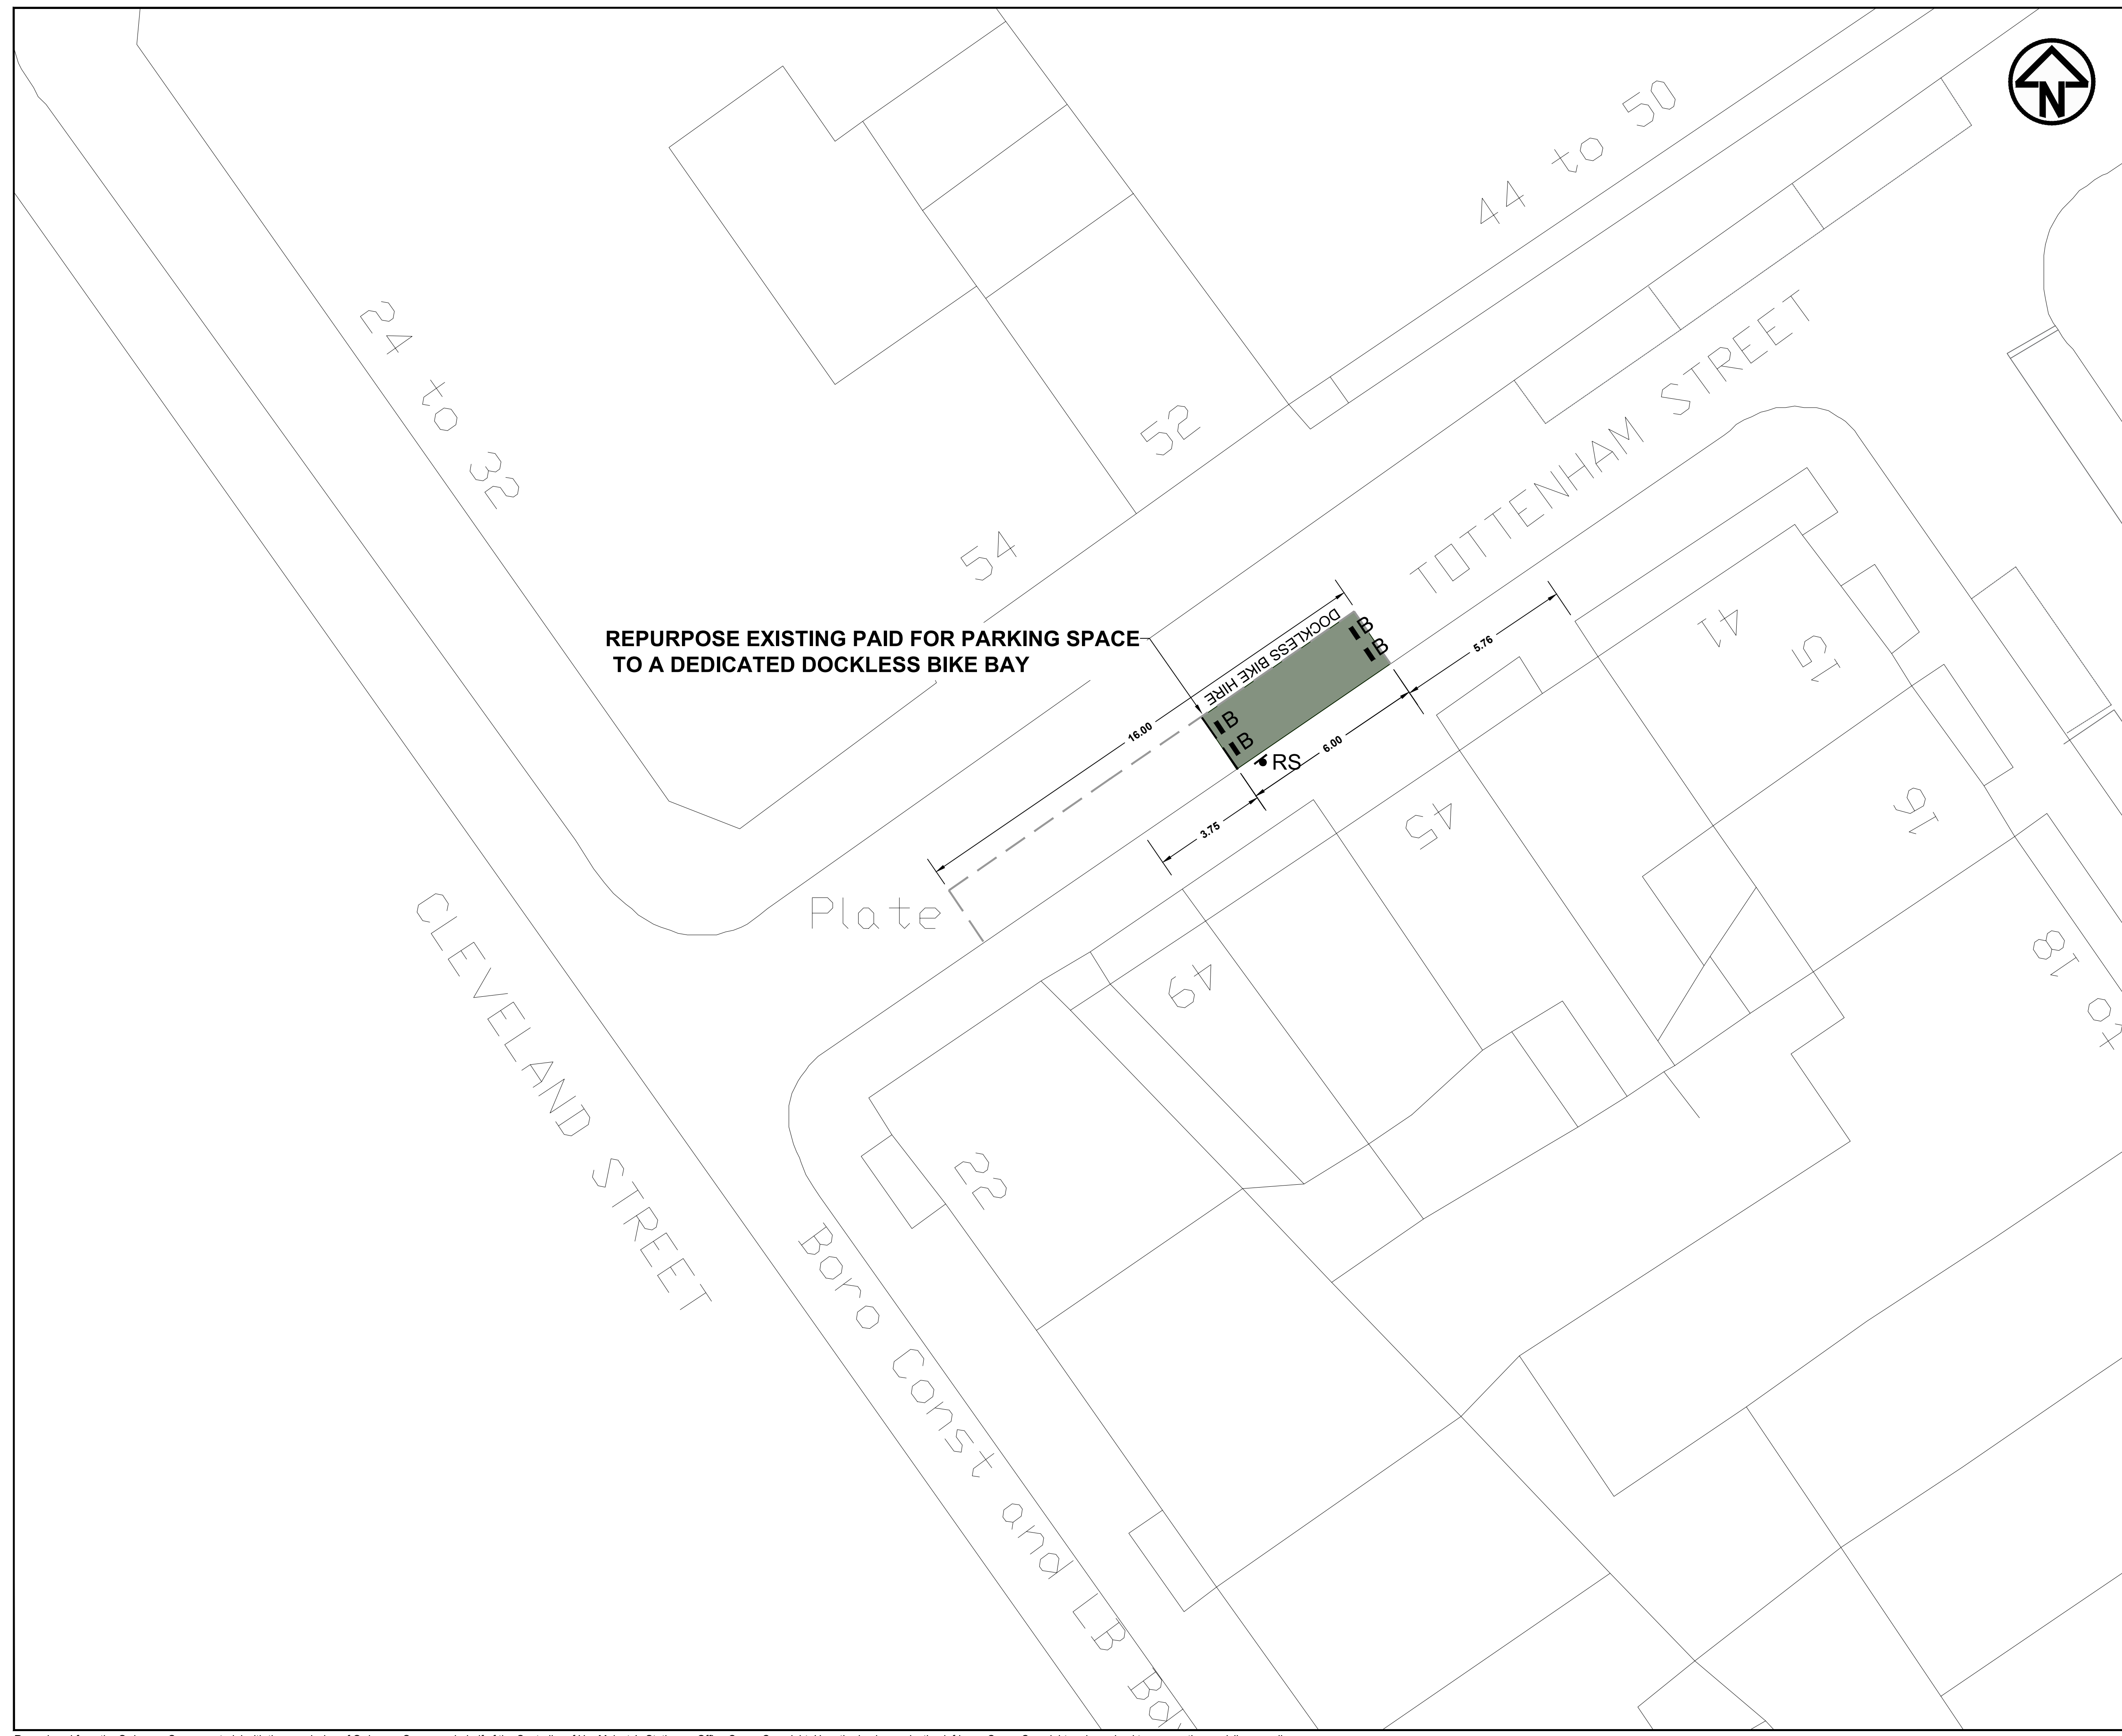 N
44 to 50
24 to 32
TOTTENHAM STREET
52
54
REPURPOSE EXISTING PAID FOR PARKING SPACE
TO A DEDICATED DOCKLESS BIKE BAY
DOCKLESS BIKE HIRE
B
B
B
B
RS
16.00
6.00
5.76
3.75
41
15
45
16
49
to 18
Plate
CLEVELAND STREET
22
Boro Const and LB